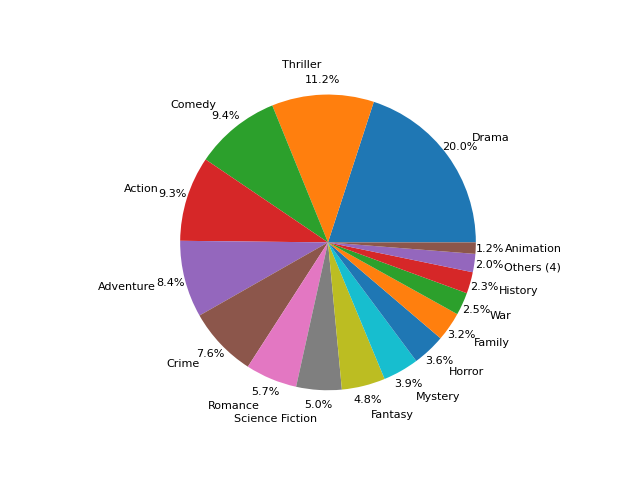 Thriller
11.2%
Comedy
9.4%
Drama
20.0%
Action
9.3%
Adventure
8.4%
1.2%
Animation
2.0%
Others (4)
2.3%
History
2.5%
War
3.2%
Family
3.6%
Horror
3.9%
Mystery
4.8%
Fantasy
5.0%
Science Fiction
5.7%
Romance
7.6%
Crime